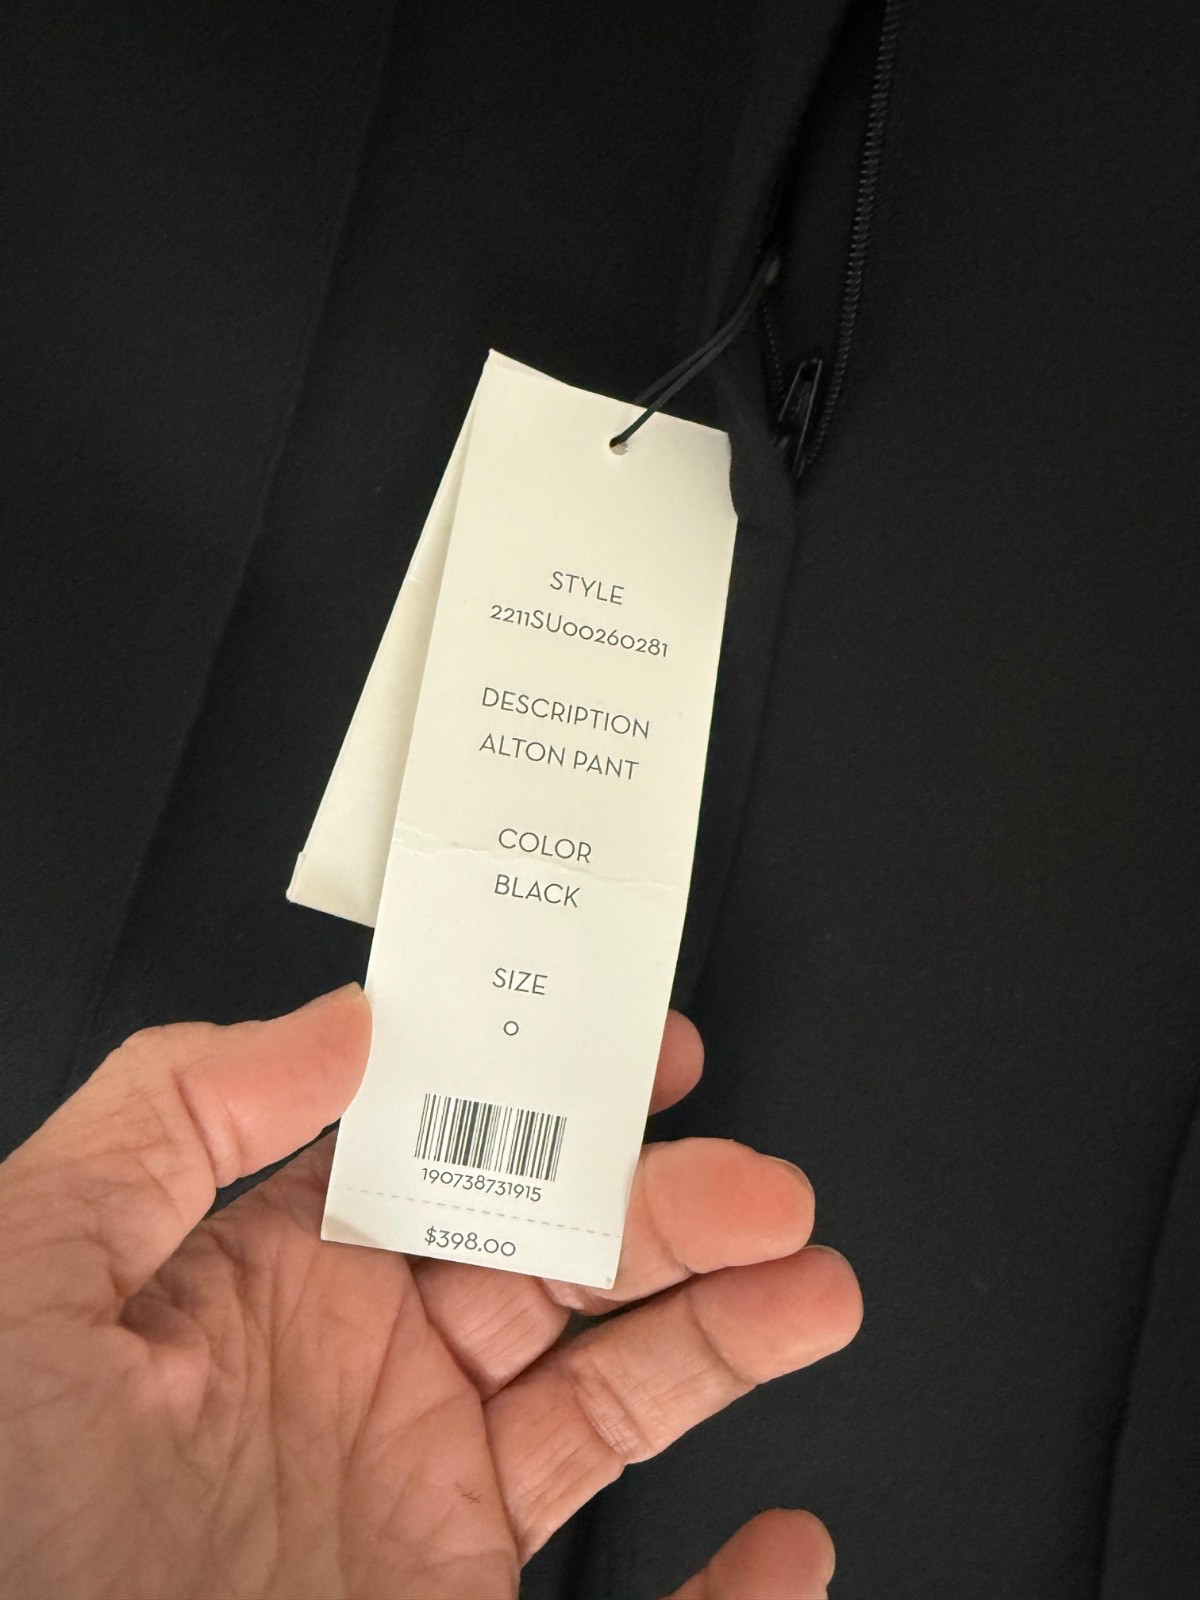 STYLE
2211SU00260281
DESCRIPTION
ALTON PANT
COLOR
BLACK
SIZE
0
190738731915
$398.00